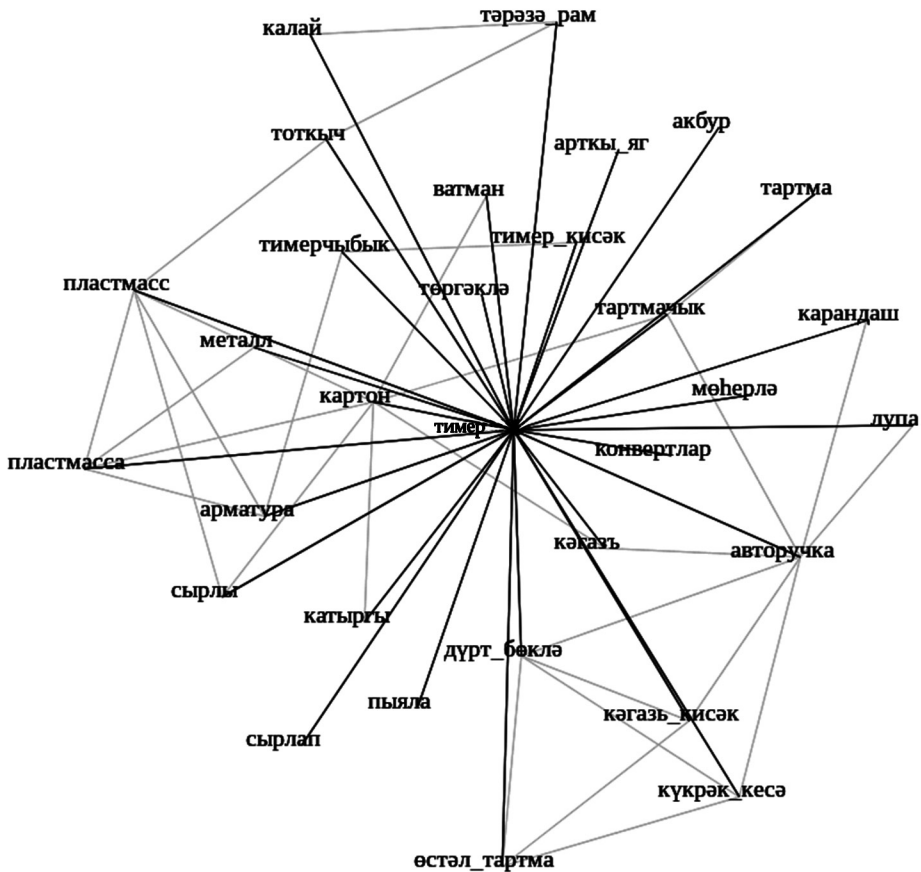 тәрәзә_рам
калай
акбур
тоткыч
арткы_яг
ватман
тартма
тимер_кисәк
тимерчыбык
пластмасс
төргәклә
тартмачык
карандаш
металл
мөһерлә
картон
лупа
тимер
конвертлар
пластмасса
арматура
кәгазъ
авторучка
сырлы
катыргы
дүрт_бөклә
пыяла
кәгазь_кисәк
сырлап
күкрәк_кесә
өстәл_тартма